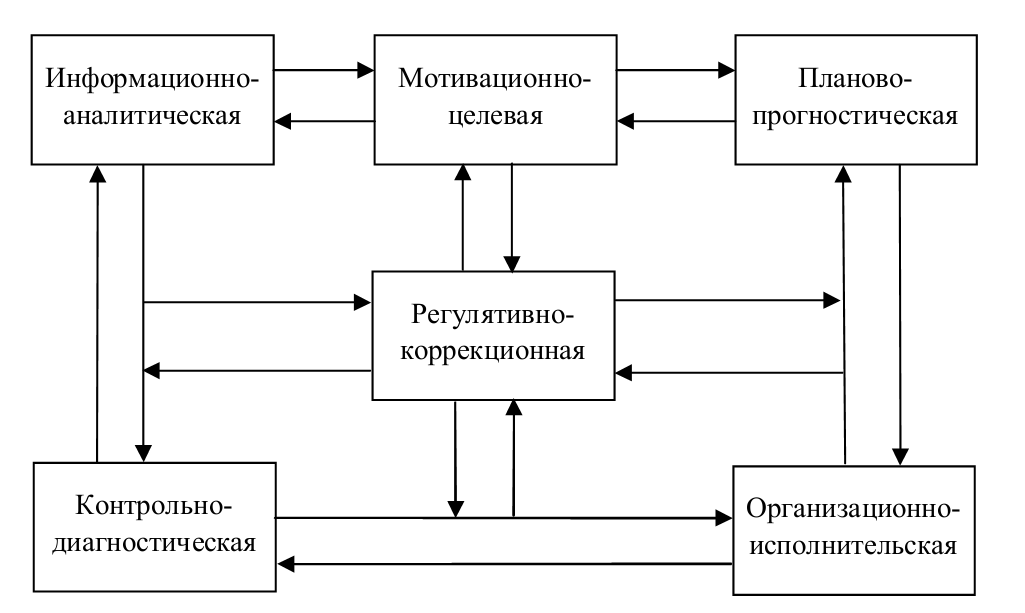 Информационно-
аналитическая
Мотивационно-
целевая
Планово-
прогностическая
Регулятивно-
коррекционная
Контрольно-
диагностическая
Организационно-
исполнительская